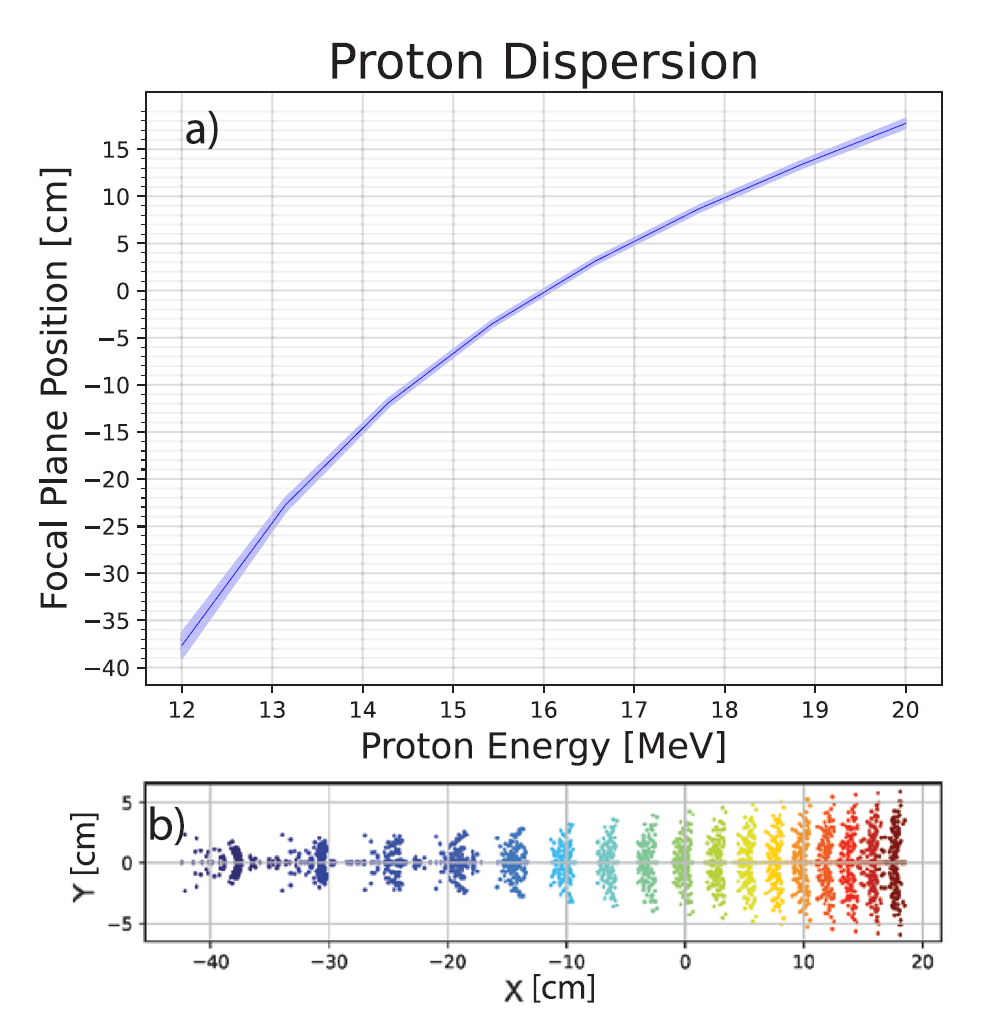 Proton Dispersion
a)
Focal Plane Position [cm]
15
10
5
0
−5
−10
−15
−20
−25
−30
−35
−40
12 13 14 15 16 17 18 19 20
Proton Energy [MeV]
b)
Y [cm]
5
0
−5
−40 −30 −20 −10 0 10 20
X [cm]